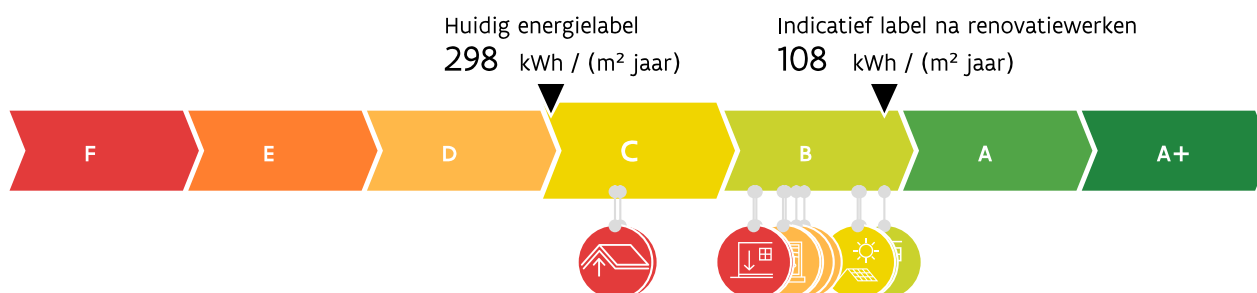 Huidig energielabel
298 kWh / (m² jaar)
Indicatief label na renovatiewerken
108 kWh / (m² jaar)
F E D C B A A+